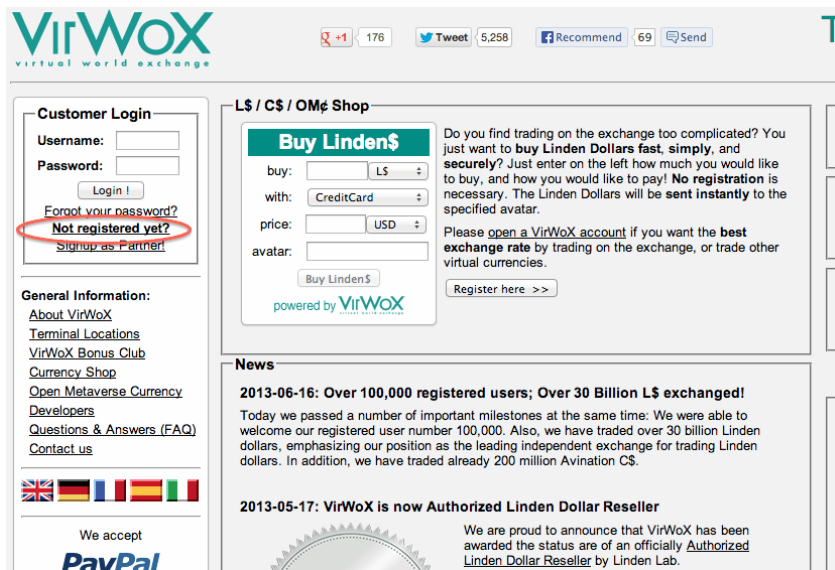 VirWoX
virtual world exchange
+1 176
Tweet 5,258
Recommend 69 Send
Customer Login
Username:
Password:
Login !
Forgot your password?
Not registered yet?
Signup as Partner!
General Information:
About VirWoX
Terminal Locations
VirWoX Bonus Club
Currency Shop
Open Metaverse Currency
Developers
Questions & Answers (FAQ)
Contact us
We accept
PayPal
L$ / C$ / OM¢ Shop
Buy Linden$
buy: L$
with: CreditCard
price: USD
avatar:
Buy Linden$
powered by VirWoX
virtual world exchange
Do you find trading on the exchange too complicated? You
just want to buy Linden Dollars fast, simply, and
securely? Just enter on the left how much you would like
to buy, and how you would like to pay! No registration is
necessary. The Linden Dollars will be sent instantly to the
specified avatar.
Please open a VirWoX account if you want the best
exchange rate by trading on the exchange, or trade other
virtual currencies.
Register here >>
News
2013-06-16: Over 100,000 registered users; Over 30 Billion L$ exchanged!
Today we passed a number of important milestones at the same time: We were able to
welcome our registered user number 100,000. Also, we have traded over 30 billion Linden
dollars, emphasizing our position as the leading independent exchange for trading Linden
dollars. In addition, we have traded already 200 million Avination C$.
2013-05-17: VirWoX is now Authorized Linden Dollar Reseller
We are proud to announce that VirWoX has been
awarded the status are of an officially Authorized
Linden Dollar Reseller by Linden Lab.